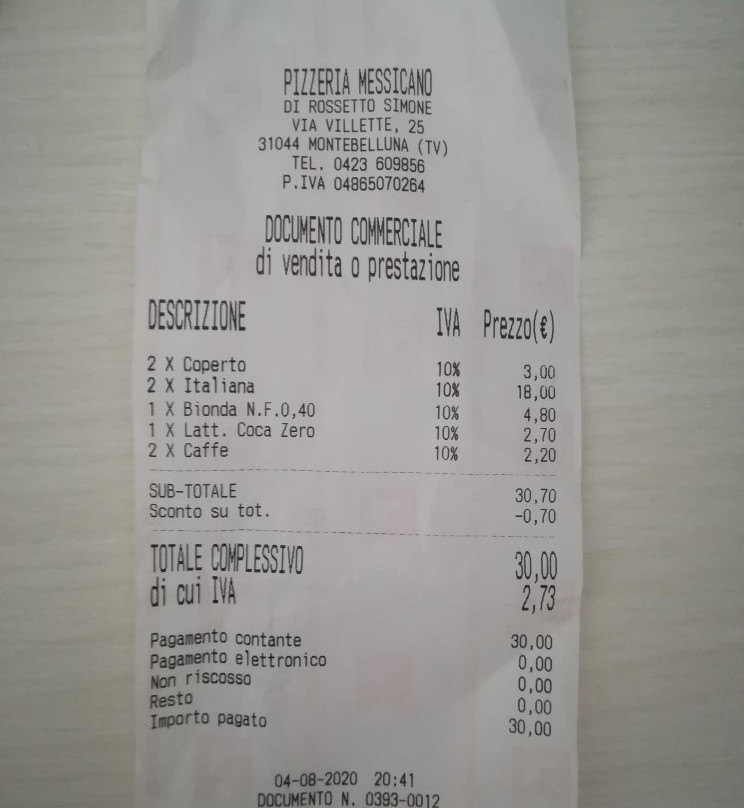 PIZZERIA MESSICANO
DI ROSSETTO SIMONE
VIA VILLETTE, 25
31044 MONTEBELLUNA (TV)
TEL. 0423 609856
P.IVA 04865070264
DOCUMENTO COMMERCIALE
di vendita o prestazione
DESCRIZIONE IVA Prezzo(€)
2 X Coperto 10% 3,00
2 X Italiana 10% 18,00
1 X Bionda N.F.0,40 10% 4,80
1 X Latt. Coca Zero 10% 2,70
2 X Caffe 10% 2,20
SUB-TOTALE 30,70
Sconto su tot. -0,70
TOTALE COMPLESSIVO 30,00
di cui IVA 2,73
Pagamento contante 30,00
Pagamento elettronico 0,00
Non riscosso 0,00
Resto 0,00
Importo pagato 30,00
04-08-2020 20:41
DOCUMENTO N. 0393-0012